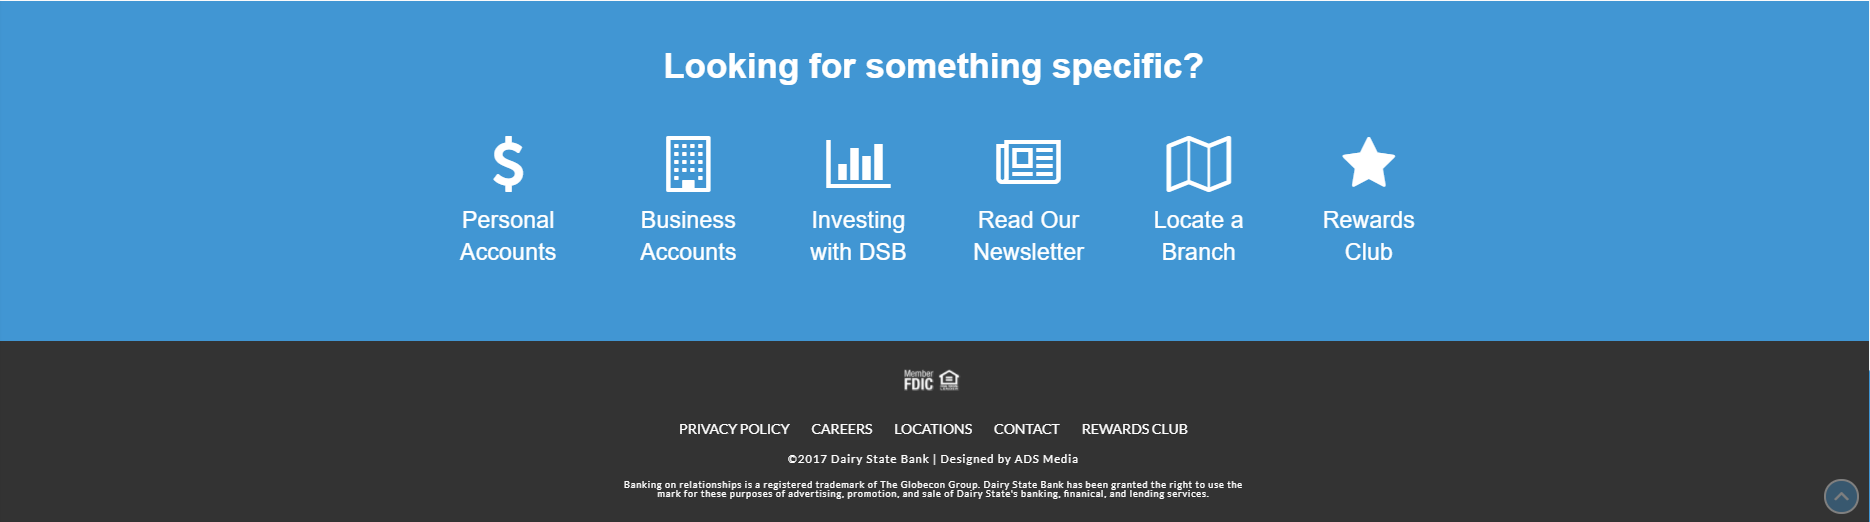 Looking for something specific?
Personal Accounts
Business Accounts
Investing with DSB
Read Our Newsletter
Locate a Branch
Rewards Club
Member
FDIC
PRIVACY POLICY CAREERS LOCATIONS CONTACT REWARDS CLUB
©2017 Dairy State Bank | Designed by ADS Media
Banking on relationships is a registered trademark of The Globecon Group. Dairy State Bank has been granted the right to use the
mark for these purposes of advertising, promotion, and sale of Dairy State's banking, finanical, and lending services.